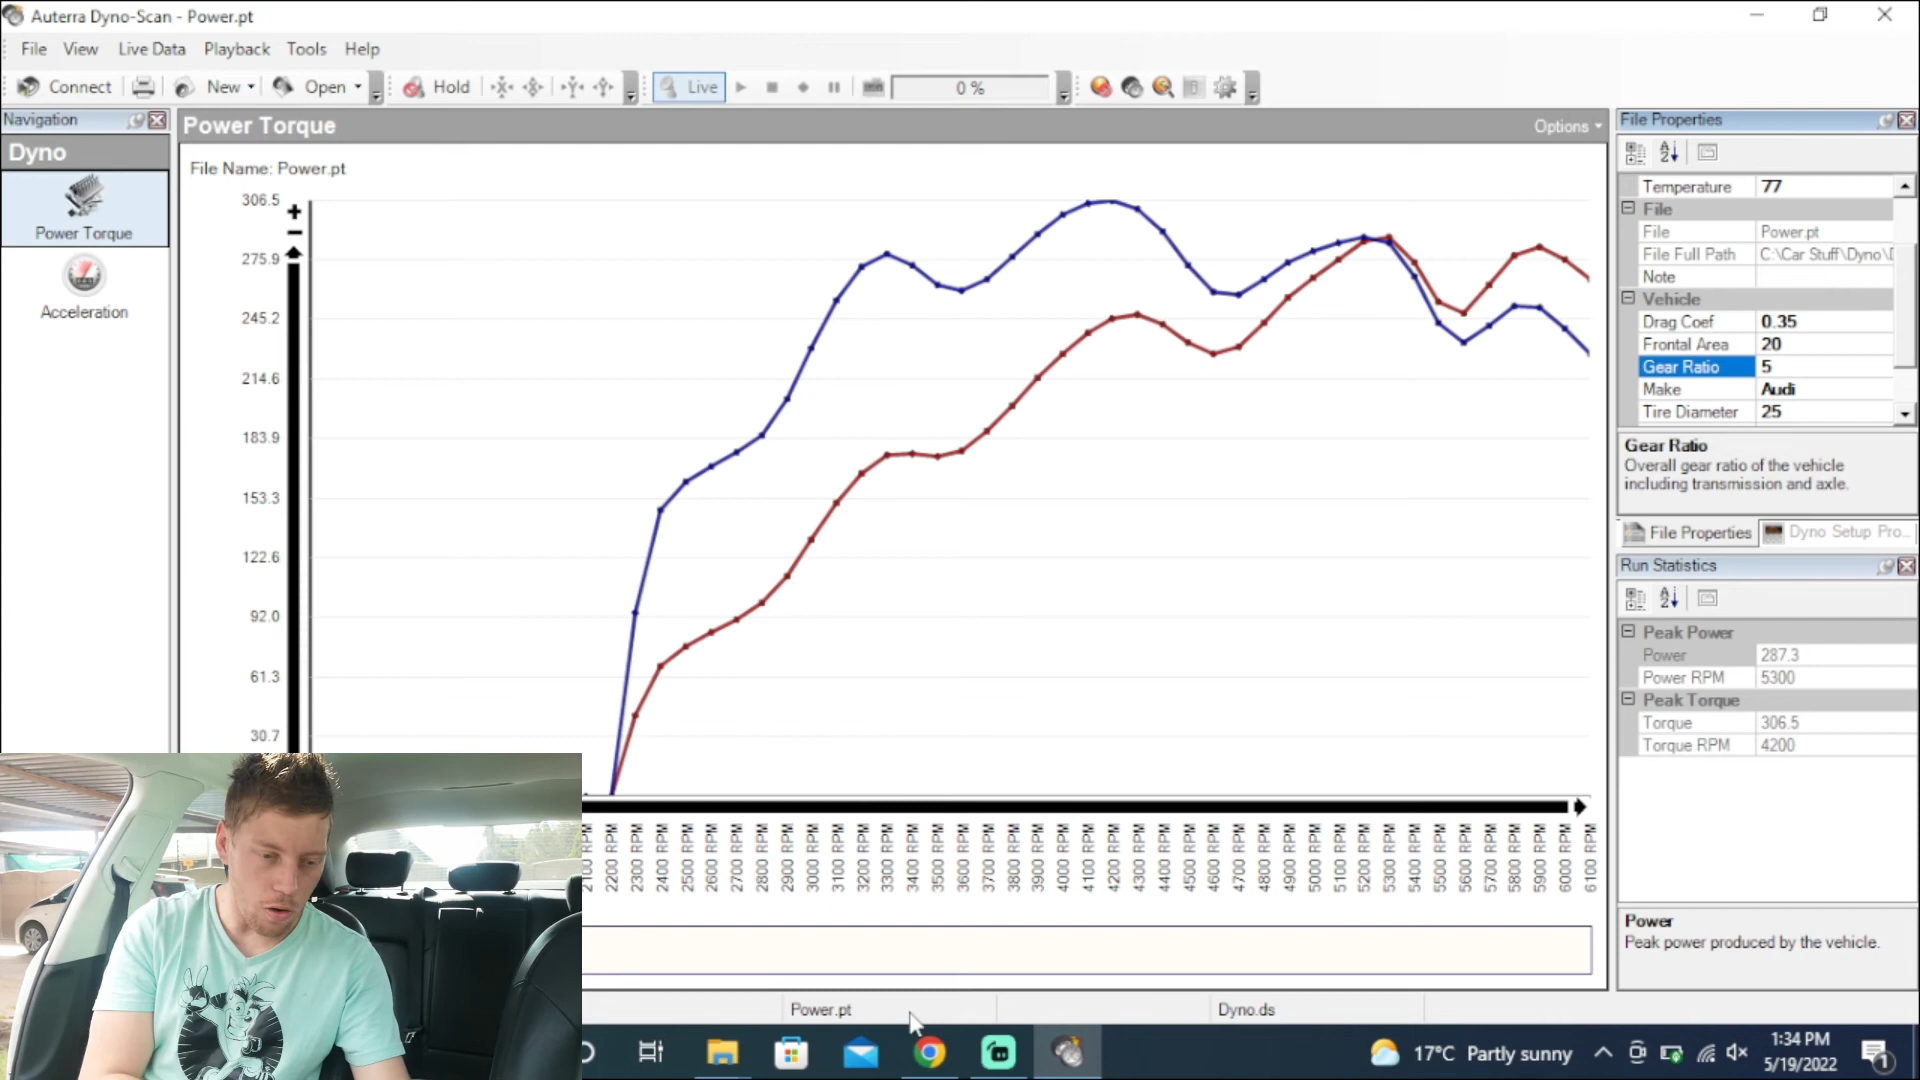 Auterra Dyno-Scan - Power.pt
File View Live Data Playback Tools Help
Connect New Open Hold Live 0 %
Navigation
Dyno
Power Torque
Acceleration
Power Torque
Options
File Name: Power.pt
306.5
275.9
245.2
214.6
183.9
153.3
122.6
92.0
61.3
30.7
2100 RPM
2200 RPM
2300 RPM
2400 RPM
2500 RPM
2600 RPM
2700 RPM
2800 RPM
2900 RPM
3000 RPM
3100 RPM
3200 RPM
3300 RPM
3400 RPM
3500 RPM
3600 RPM
3700 RPM
3800 RPM
3900 RPM
4000 RPM
4100 RPM
4200 RPM
4300 RPM
4400 RPM
4500 RPM
4600 RPM
4700 RPM
4800 RPM
4900 RPM
5000 RPM
5100 RPM
5200 RPM
5300 RPM
5400 RPM
5500 RPM
5600 RPM
5700 RPM
5800 RPM
5900 RPM
6000 RPM
6100 RPM
File Properties
Temperature 77
File
File Power.pt
File Full Path C:\Car Stuff\Dyno\
Note
Vehicle
Drag Coef 0.35
Frontal Area 20
Gear Ratio 5
Make Audi
Tire Diameter 25
Gear Ratio
Overall gear ratio of the vehicle
including transmission and axle.
File Properties Dyno Setup Pro...
Run Statistics
Peak Power
Power 287.3
Power RPM 5300
Peak Torque
Torque 306.5
Torque RPM 4200
Power
Peak power produced by the vehicle.
Power.pt Dyno.ds
17°C Partly sunny
1:34 PM
5/19/2022
1